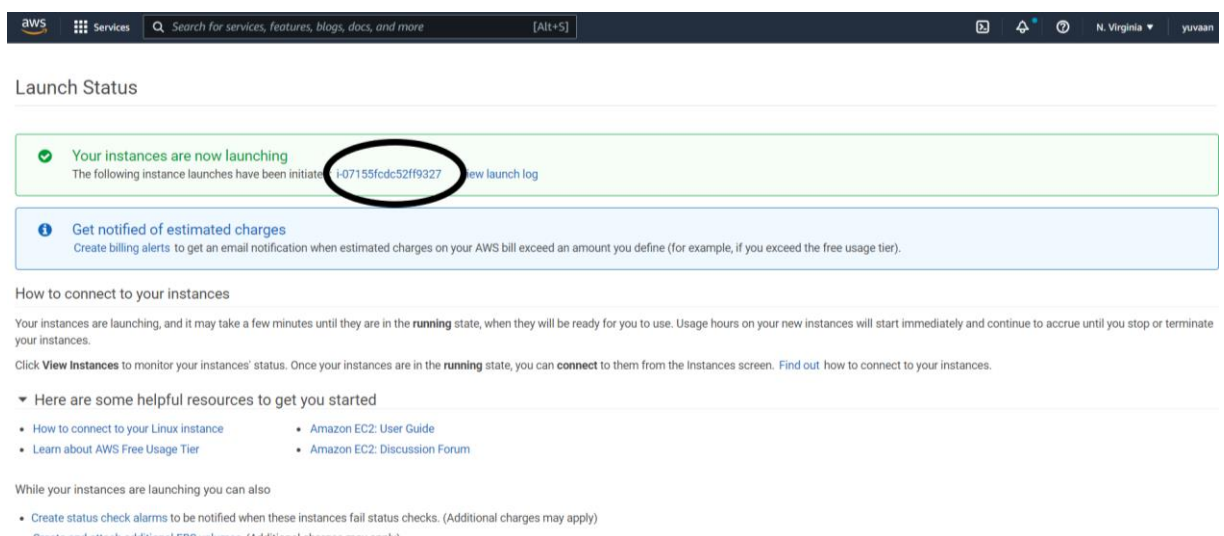 aws
Services
Search for services, features, blogs, docs, and more
[Alt+S]
N. Virginia
yuvaan
Launch Status
Your instances are now launching
The following instance launches have been initiate i-07155fcdc52ff9327 iew launch log
Get notified of estimated charges
Create billing alerts to get an email notification when estimated charges on your AWS bill exceed an amount you define (for example, if you exceed the free usage tier).
How to connect to your instances
Your instances are launching, and it may take a few minutes until they are in the running state, when they will be ready for you to use. Usage hours on your new instances will start immediately and continue to accrue until you stop or terminate
your instances.
Click View Instances to monitor your instances' status. Once your instances are in the running state, you can connect to them from the Instances screen. Find out how to connect to your instances.
Here are some helpful resources to get you started
• How to connect to your Linux instance
• Amazon EC2: User Guide
• Learn about AWS Free Usage Tier
• Amazon EC2: Discussion Forum
While your instances are launching you can also
• Create status check alarms to be notified when these instances fail status checks. (Additional charges may apply)